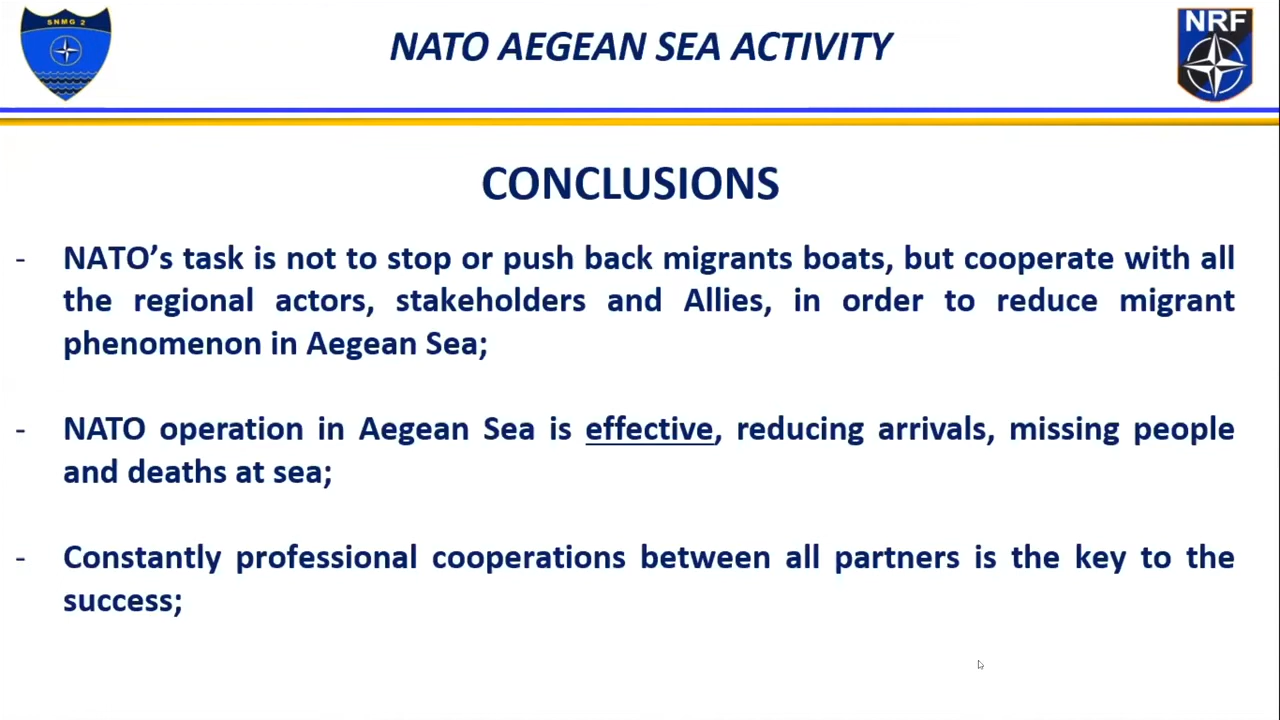 SNMG 2
NATO AEGEAN SEA ACTIVITY
NRF
CONCLUSIONS
- NATO’s task is not to stop or push back migrants boats, but cooperate with all
the regional actors, stakeholders and Allies, in order to reduce migrant
phenomenon in Aegean Sea;
- NATO operation in Aegean Sea is effective, reducing arrivals, missing people
and deaths at sea;
- Constantly professional cooperations between all partners is the key to the
success;